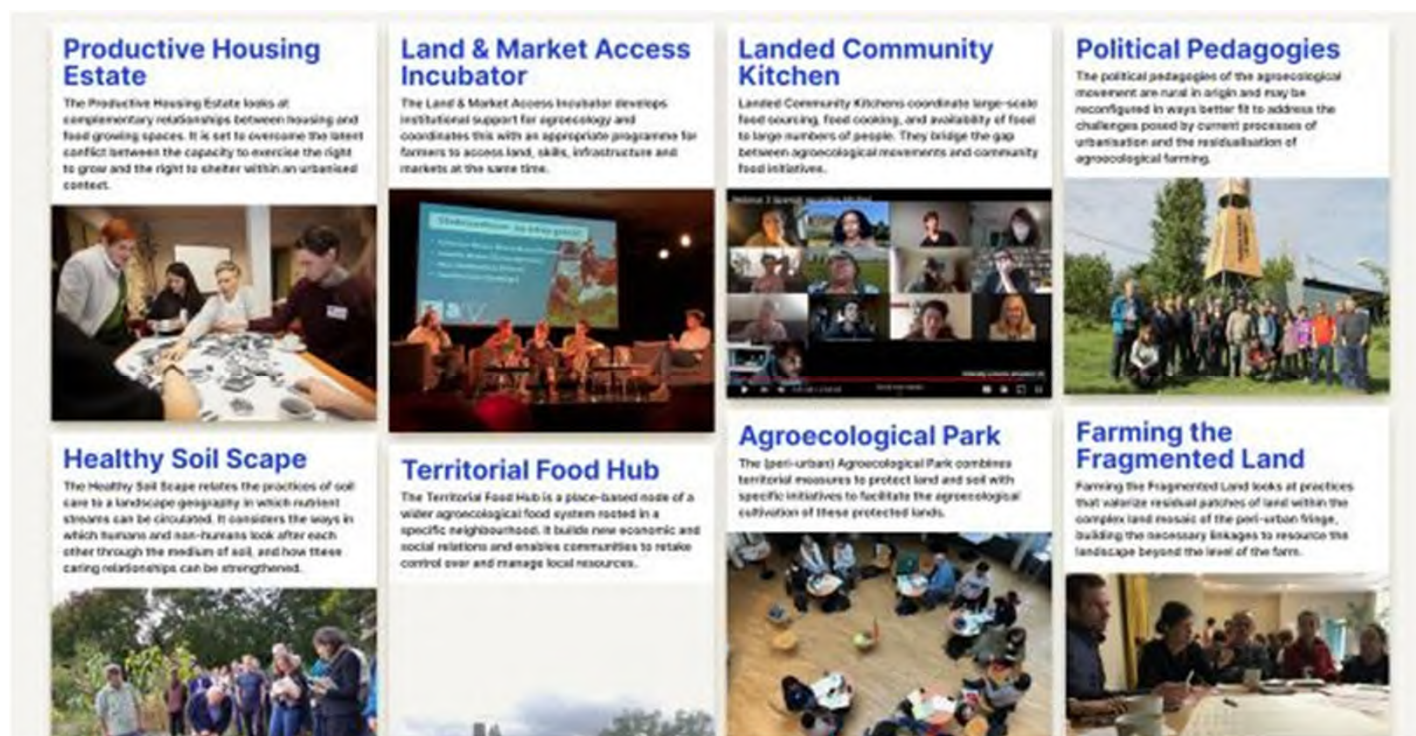 Productive Housing
Estate
The Productive Housing Estate looks at
complementary relationships between housing and
food growing spaces. It is set to overcome the latent
conflict between the capacity to exercise the right
to grow and the right to shelter within an urbanised
context.
Land & Market Access
Incubator
The Land & Market Access Incubator develops
institutional support for agroecology and
coordinates this with an appropriate programme for
farmers to access land, skills, infrastructure and
markets at the same time.
Landed Community
Kitchen
Landed Community Kitchens coordinate large-scale
food sourcing, food cooking, and availability of food
to large numbers of people. They bridge the gap
between agroecological movements and community
food initiatives.
Political Pedagogies
The political pedagogies of the agroecological
movement are rural in origin and may be
reconfigured in ways better fit to address the
challenges posed by current processes of
urbanisation and the residualisation of
agroecological farming.
Healthy Soil Scape
The Healthy Soil Scape relates the practices of soil
care to a landscape geography in which nutrient
streams can be circulated. It considers the ways in
which humans and non-humans look after each
other through the medium of soil, and how these
caring relationships can be strengthened.
Territorial Food Hub
The Territorial Food Hub is a place-based node of a
wider agroecological food system rooted in a
specific neighbourhood. It builds new economic and
social relations and enables communities to retake
control over and manage local resources.
Agroecological Park
The (peri-urban) Agroecological Park combines
territorial measures to protect land and soil with
specific initiatives to facilitate the agroecological
cultivation of these protected lands.
Farming the
Fragmented Land
Farming the Fragmented Land looks at practices
that valorize residual patches of land within the
complex land mosaic of the peri-urban fringe,
building the necessary linkages to resource the
landscape beyond the level of the farm.